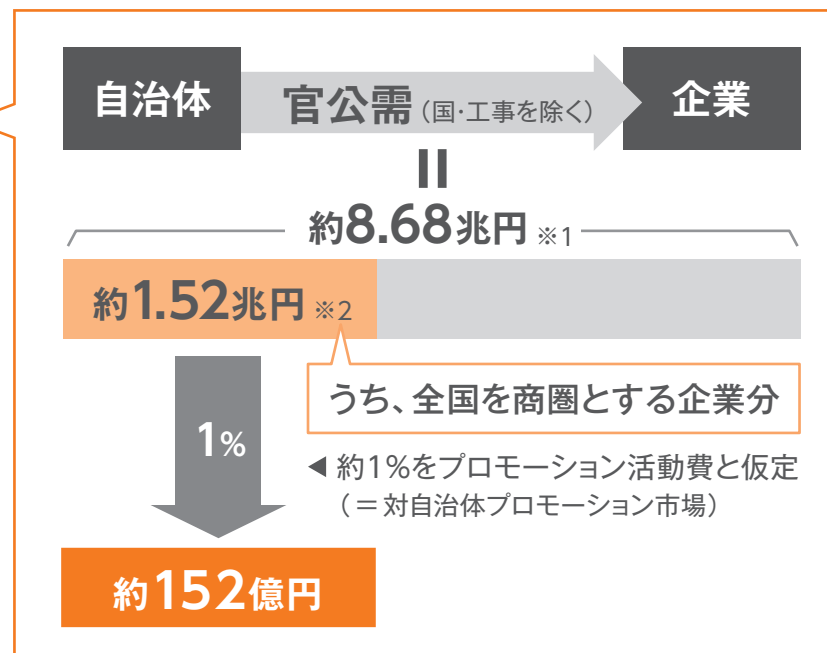 自治体 官公需(国・工事を除く) 企業
=
約8.68兆円 ※1
約1.52兆円 ※2
うち、全国を商圏とする企業分
1%
◀ 約1%をプロモーション活動費と仮定
(=対自治体プロモーション市場)
約152億円